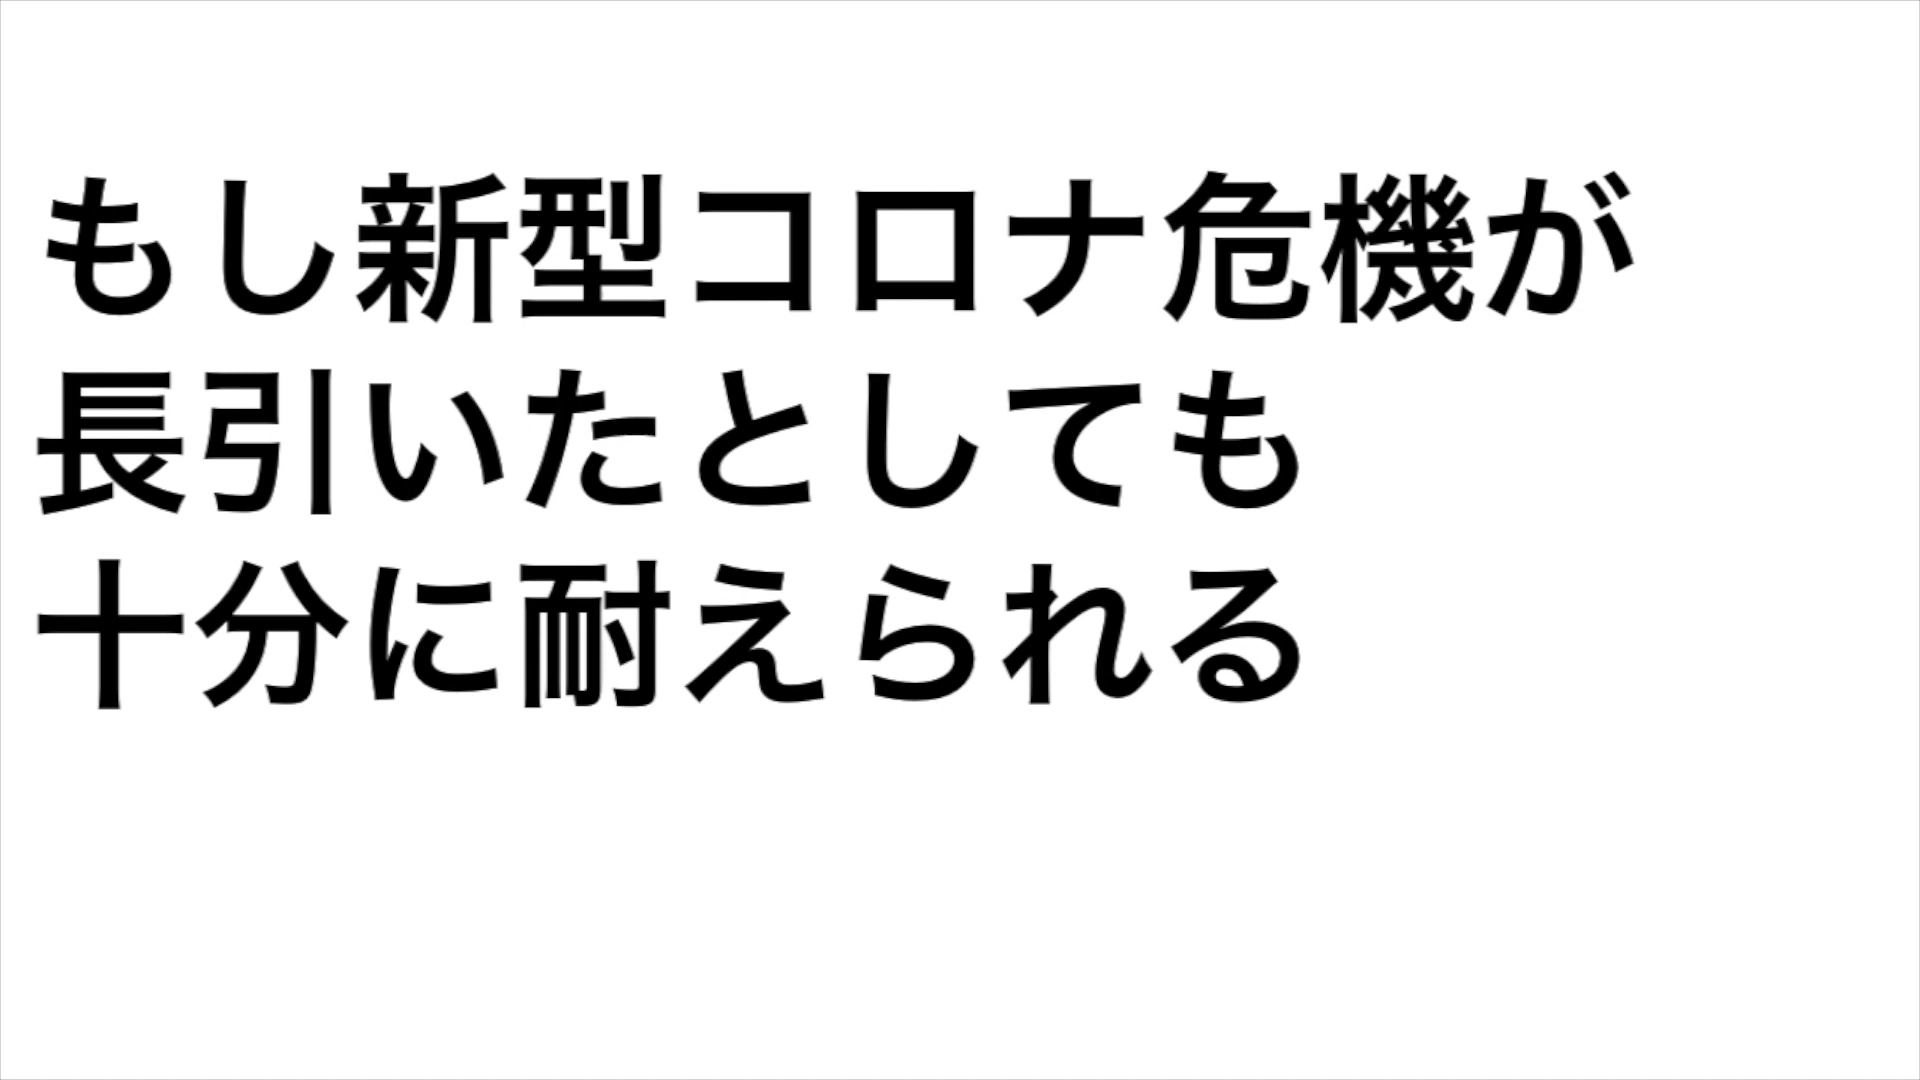 もし新型コロナ危機が
長引いたとしても
十分に耐えられる